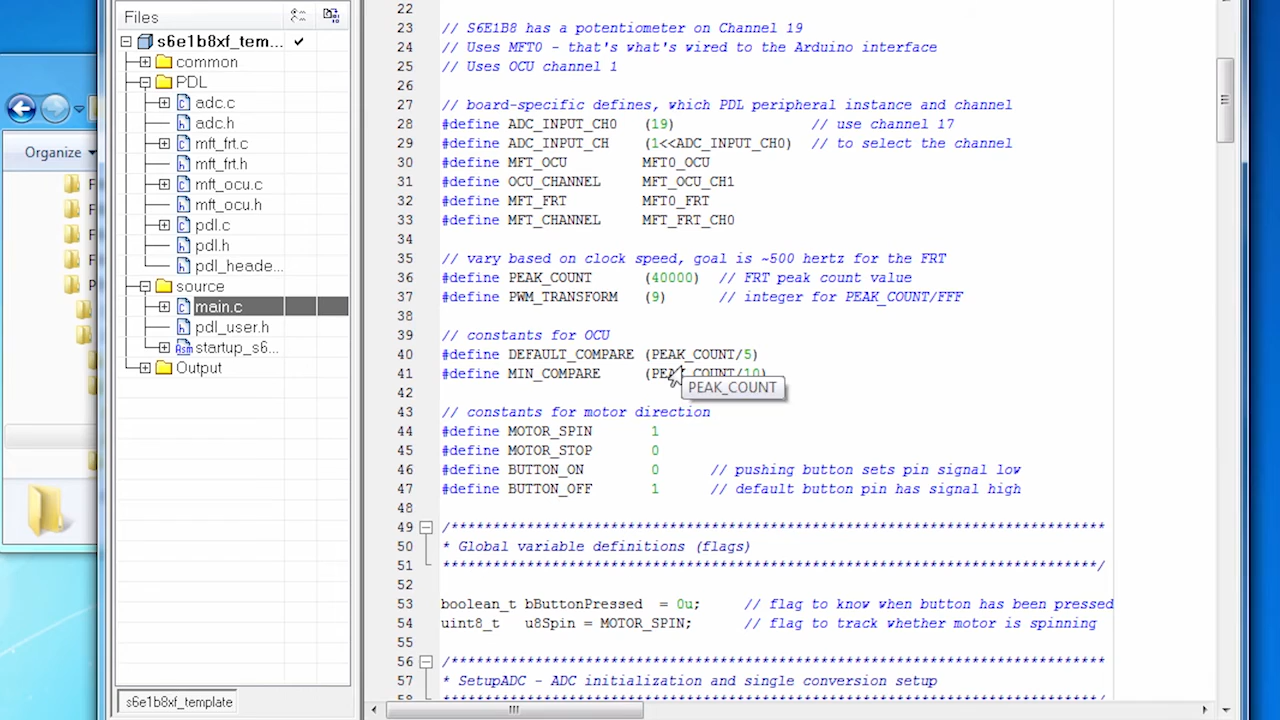 Files
s6e1b8xf_tem...
common
PDL
adc.c
adc.h
mft_frt.c
mft_frt.h
mft_ocu.c
mft_ocu.h
pdl.c
pdl.h
pdl_heade...
source
main.c
pdl_user.h
startup_s6...
Output
s6e1b8xf_template
Organize
22
23 // S6E1B8 has a potentiometer on Channel 19
24 // Uses MFT0 - that's what's wired to the Arduino interface
25 // Uses OCU channel 1
26
27 // board-specific defines, which PDL peripheral instance and channel
28 #define ADC_INPUT_CH0 (19) // use channel 17
29 #define ADC_INPUT_CH (1<<ADC_INPUT_CH0) // to select the channel
30 #define MFT_OCU MFT0_OCU
31 #define OCU_CHANNEL MFT_OCU_CH1
32 #define MFT_FRT MFT0_FRT
33 #define MFT_CHANNEL MFT_FRT_CH0
34
35 // vary based on clock speed, goal is ~500 hertz for the FRT
36 #define PEAK_COUNT (40000) // FRT peak count value
37 #define PWM_TRANSFORM (9) // integer for PEAK_COUNT/FFF
38
39 // constants for OCU
40 #define DEFAULT_COMPARE (PEAK_COUNT/5)
41 #define MIN_COMPARE (PEAK_COUNT/10)
PEAK_COUNT
42
43 // constants for motor direction
44 #define MOTOR_SPIN 1
45 #define MOTOR_STOP 0
46 #define BUTTON_ON 0 // pushing button sets pin signal low
47 #define BUTTON_OFF 1 // default button pin has signal high
48
49 /******************************************************************************
50 * Global variable definitions (flags)
51 ******************************************************************************/
52
53 boolean_t bButtonPressed = 0u; // flag to know when button has been pressed
54 uint8_t u8Spin = MOTOR_SPIN; // flag to track whether motor is spinning
55
56 /******************************************************************************
57 * SetupADC - ADC initialization and single conversion setup
58 ******************************************************************************/